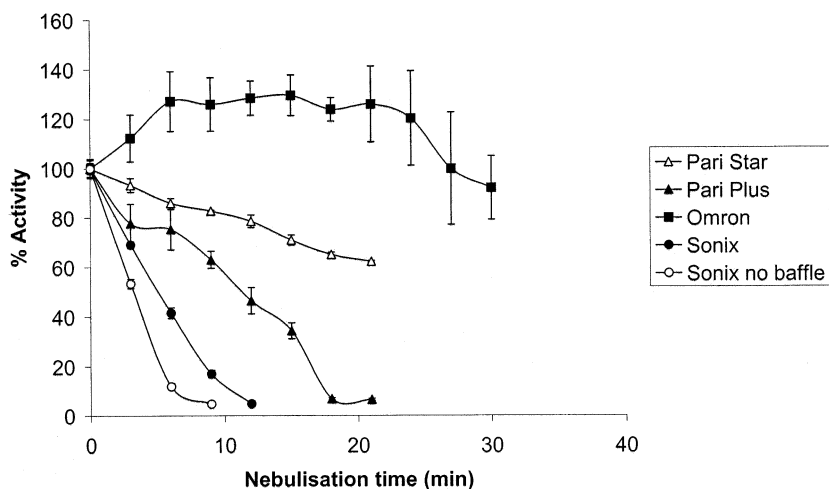 160
140
120
100
80
60
40
20
0
% Activity
0
10
20
30
40
Nebulisation time (min)
Pari Star
Pari Plus
Omron
Sonix
Sonix no baffle